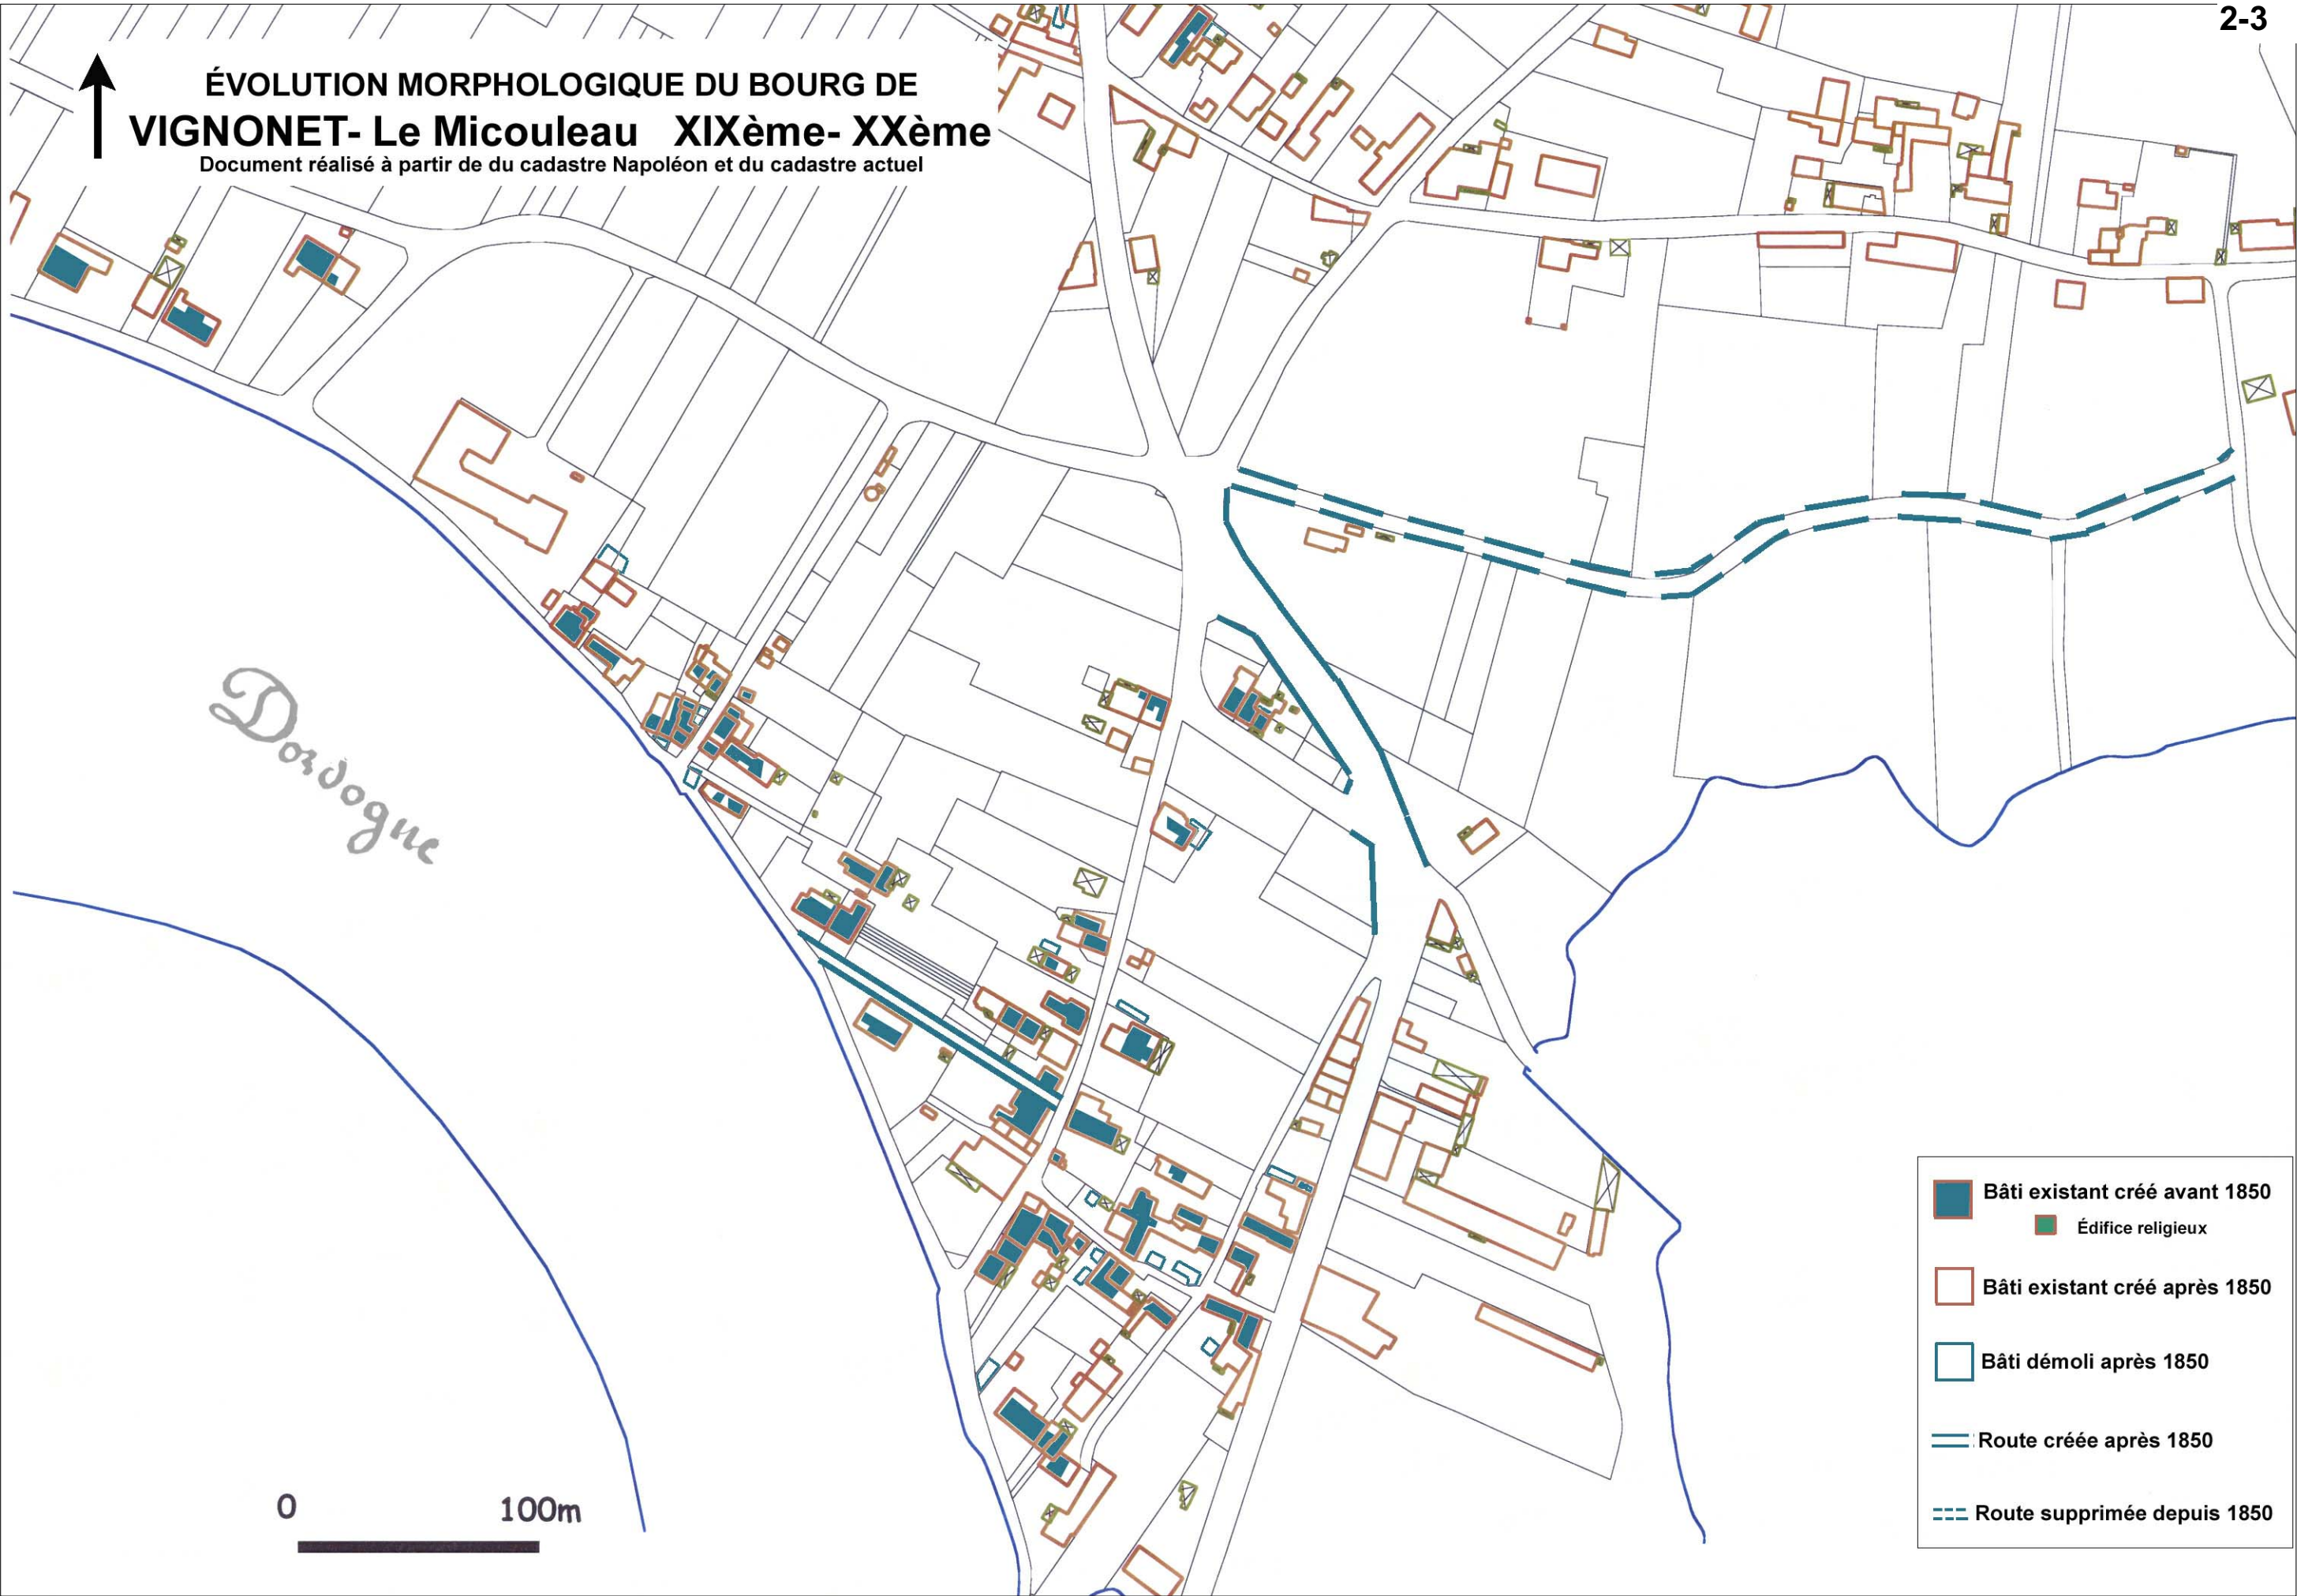 2-3
ÉVOLUTION MORPHOLOGIQUE DU BOURG DE
VIGNONET- Le Micouleau XIXème- XXème
Document réalisé à partir de du cadastre Napoléon et du cadastre actuel
Dordogne
0 100m
Bâti existant créé avant 1850
Édifice religieux
Bâti existant créé après 1850
Bâti démoli après 1850
Route créée après 1850
Route supprimée depuis 1850